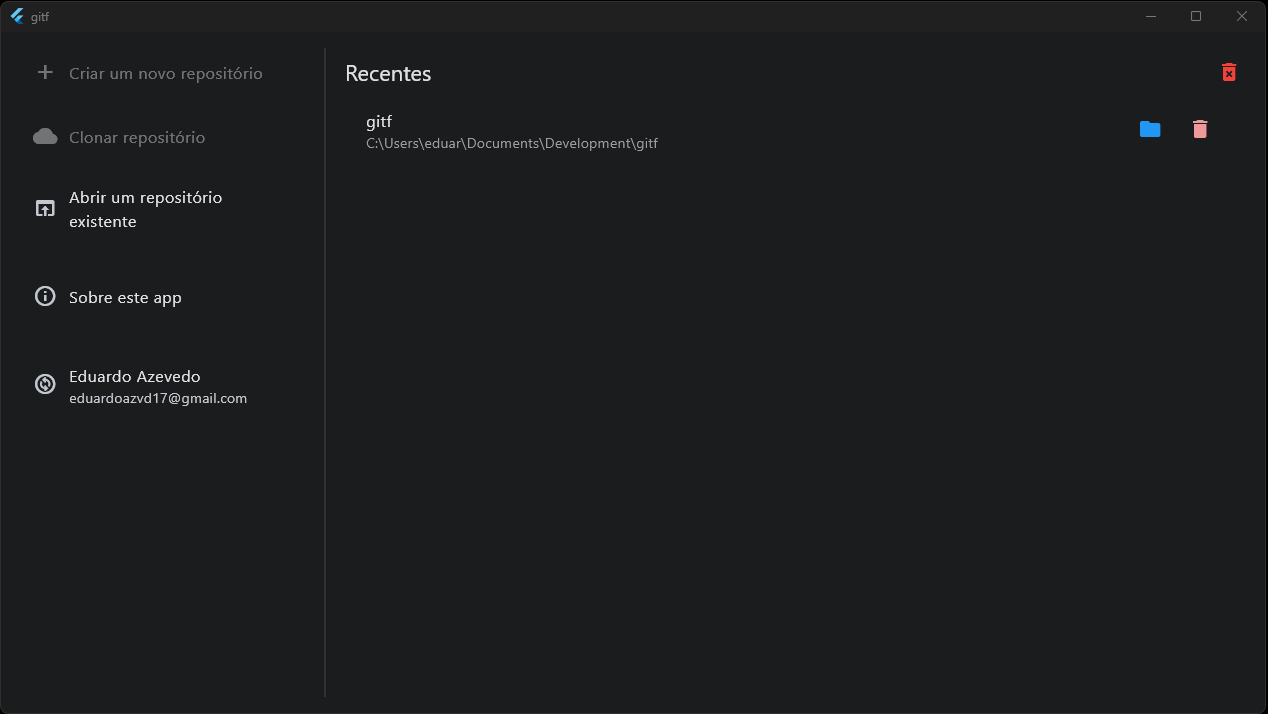 gitf
Criar um novo repositório
Clonar repositório
Abrir um repositório
existente
Sobre este app
Eduardo Azevedo
eduardoazvd17@gmail.com
Recentes
gitf
C:\Users\eduar\Documents\Development\gitf